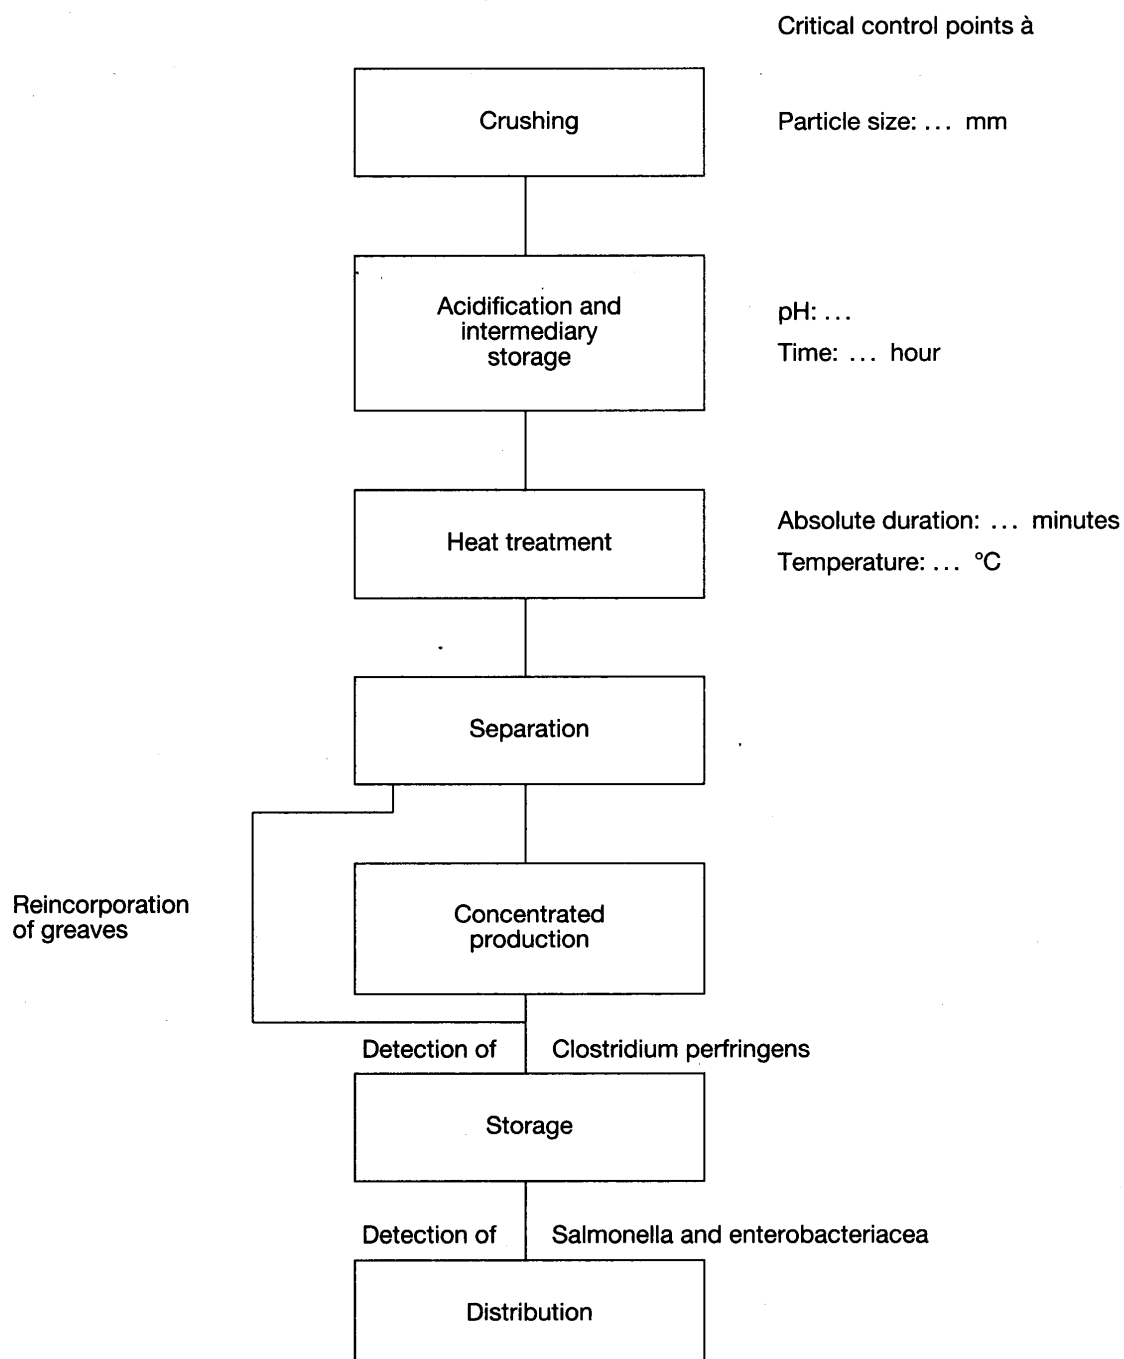 Critical control points à
Crushing
Particle size: ... mm
Acidification and
intermediary
storage
pH: ...
Time: ... hour
Heat treatment
Absolute duration: ... minutes
Temperature: ... °C
Separation
Reincorporation
of greaves
Concentrated
production
Detection of Clostridium perfringens
Storage
Detection of Salmonella and enterobacteriacea
Distribution